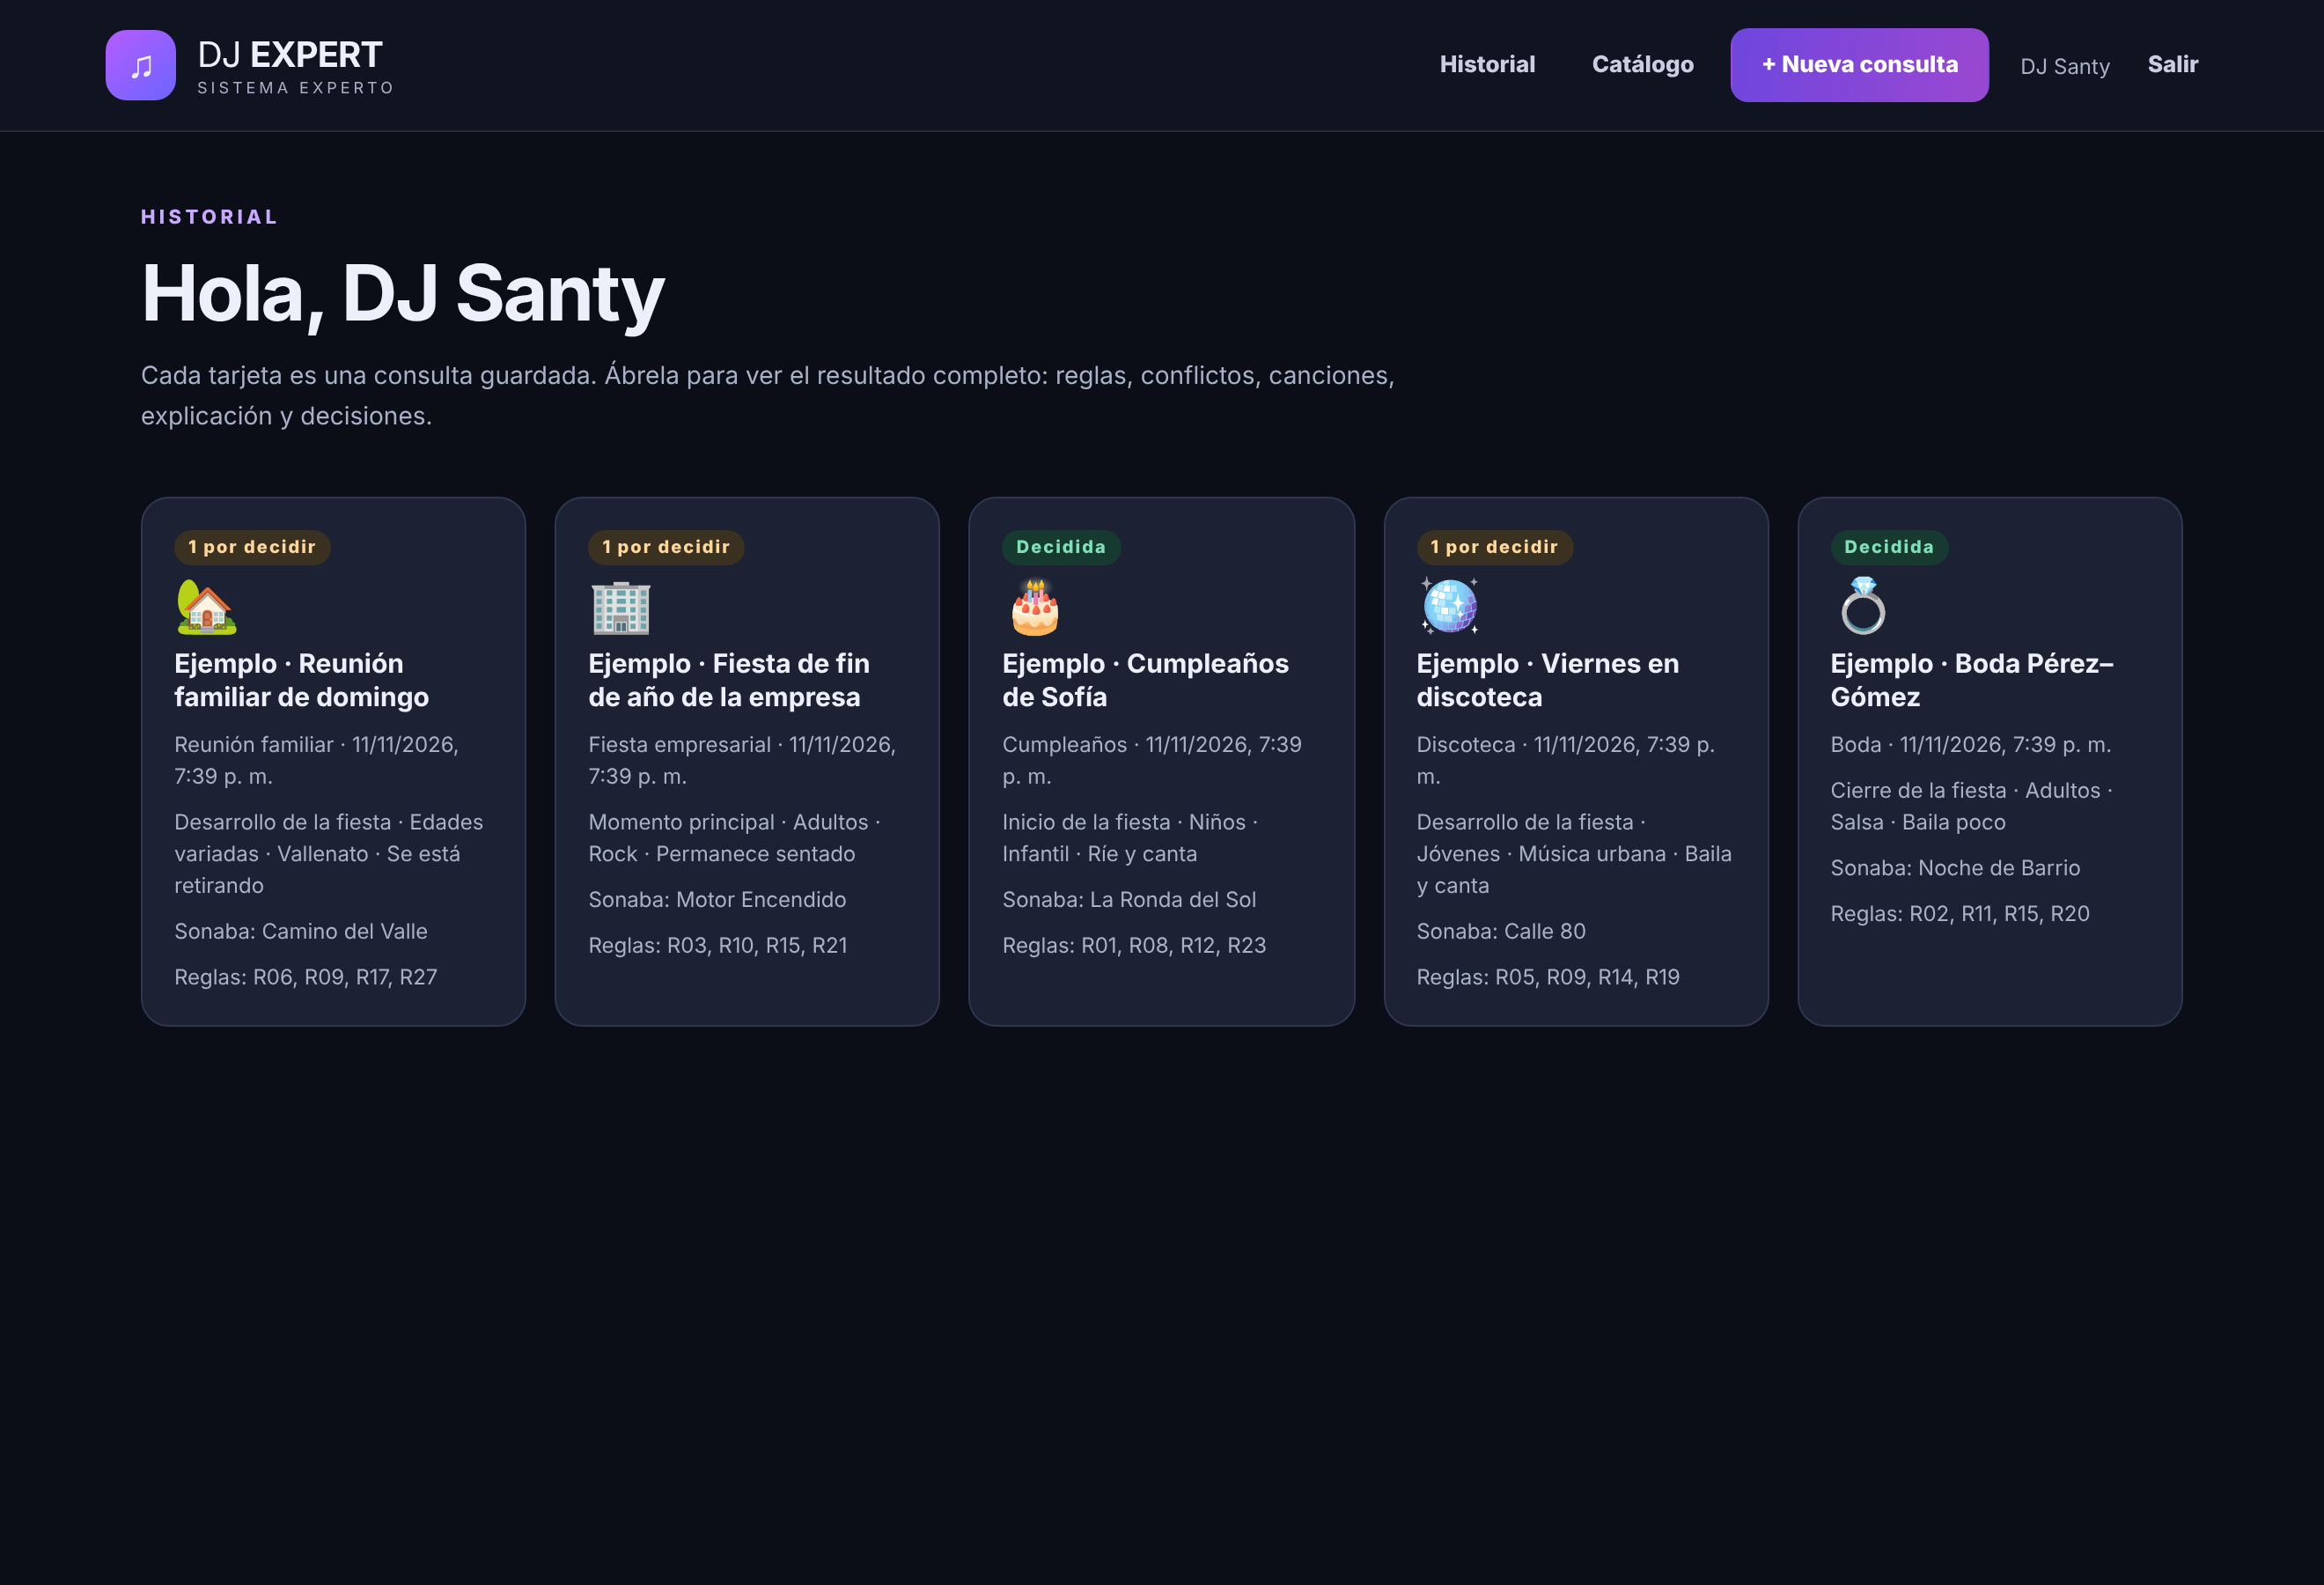 DJ EXPERT
SISTEMA EXPERTO
Historial
Catálogo
+ Nueva consulta
DJ Santy
Salir
HISTORIAL
Hola, DJ Santy
Cada tarjeta es una consulta guardada. Ábrela para ver el resultado completo: reglas, conflictos, canciones,
explicación y decisiones.
1 por decidir
Ejemplo · Reunión
familiar de domingo
Reunión familiar · 11/11/2026,
7:39 p. m.
Desarrollo de la fiesta · Edades
variadas · Vallenato · Se está
retirando
Sonaba: Camino del Valle
Reglas: R06, R09, R17, R27
1 por decidir
Ejemplo · Fiesta de fin
de año de la empresa
Fiesta empresarial · 11/11/2026,
7:39 p. m.
Momento principal · Adultos ·
Rock · Permanece sentado
Sonaba: Motor Encendido
Reglas: R03, R10, R15, R21
Decidida
Ejemplo · Cumpleaños
de Sofía
Cumpleaños · 11/11/2026, 7:39
p. m.
Inicio de la fiesta · Niños ·
Infantil · Ríe y canta
Sonaba: La Ronda del Sol
Reglas: R01, R08, R12, R23
1 por decidir
Ejemplo · Viernes en
discoteca
Discoteca · 11/11/2026, 7:39 p.
m.
Desarrollo de la fiesta ·
Jóvenes · Música urbana · Baila
y canta
Sonaba: Calle 80
Reglas: R05, R09, R14, R19
Decidida
Ejemplo · Boda Pérez–
Gómez
Boda · 11/11/2026, 7:39 p. m.
Cierre de la fiesta · Adultos ·
Salsa · Baila poco
Sonaba: Noche de Barrio
Reglas: R02, R11, R15, R20